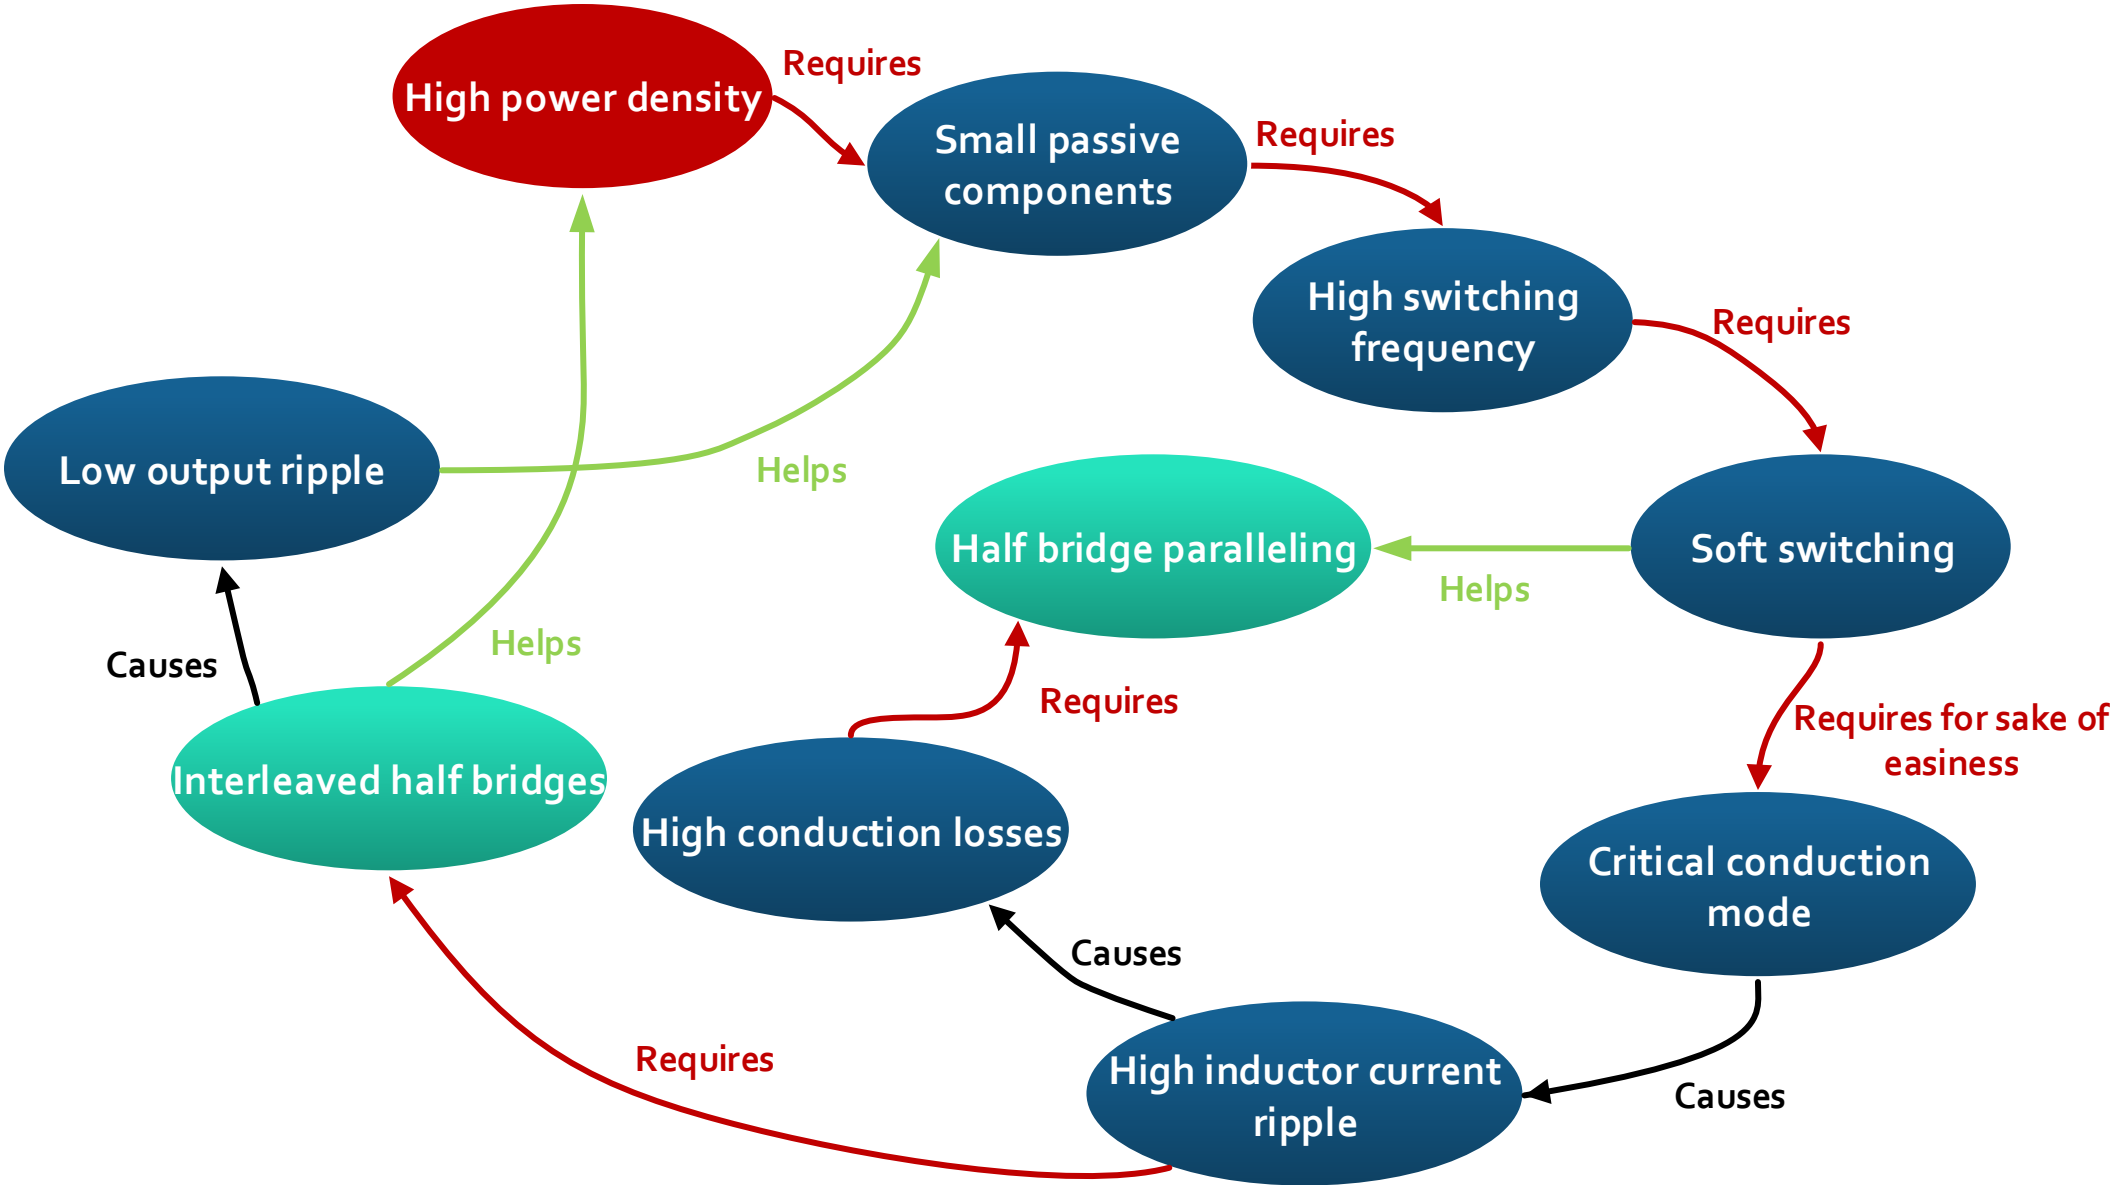 High power density
Requires
Small passive
components
Requires
High switching
frequency
Requires
Low output ripple
Helps
Half bridge paralleling
Helps
Soft switching
Helps
Causes
Requires
Requires for sake of
easiness
Interleaved half bridges
High conduction losses
Critical conduction
mode
Causes
Requires
High inductor current
ripple
Causes